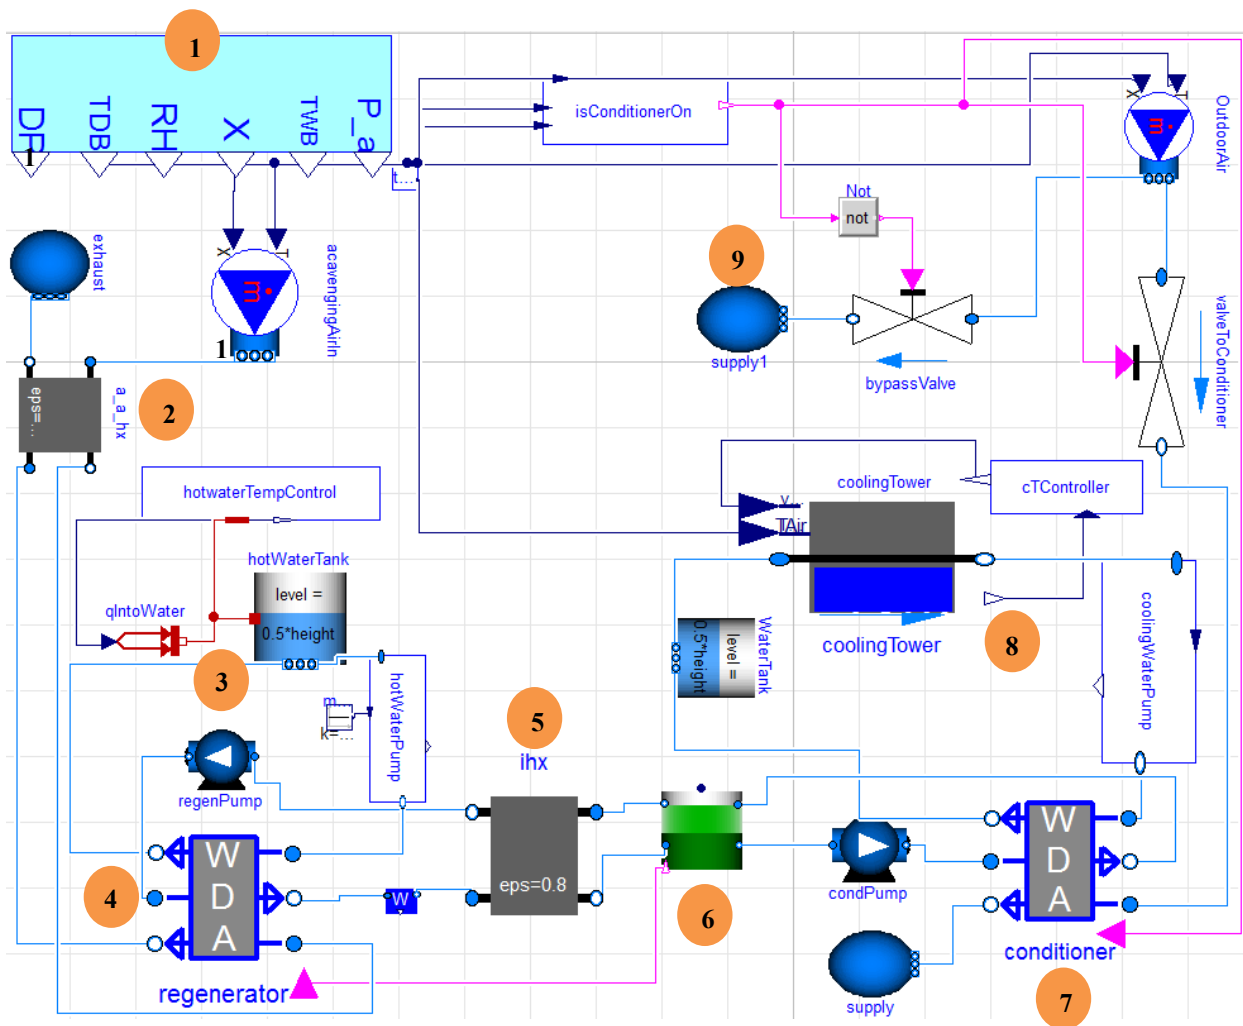 1
DF
TDB
RH
X
TWB
P_a
1
t...
isConditionerOn
X
T
ṁ
OutdoorAir
Not
not
exhaust
X
T
ṁ
acavengingAirIn
1
9
supply1
bypassValve
valveToConditioner
eps=
...
a_a_hx
2
hotwaterTempControl
coolingTower
cTController
y...
TAir
hotWaterTank
level =
0.5*height
qIntoWater
3
WaterTank
level =
0.5*height
coolingTower
8
coolingWaterPump
m...
k=...
hotWaterPump
5
ihx
regenPump
eps=0.8
W
D
A
4
W
6
condPump
W
D
A
regenerator
supply
conditioner
7